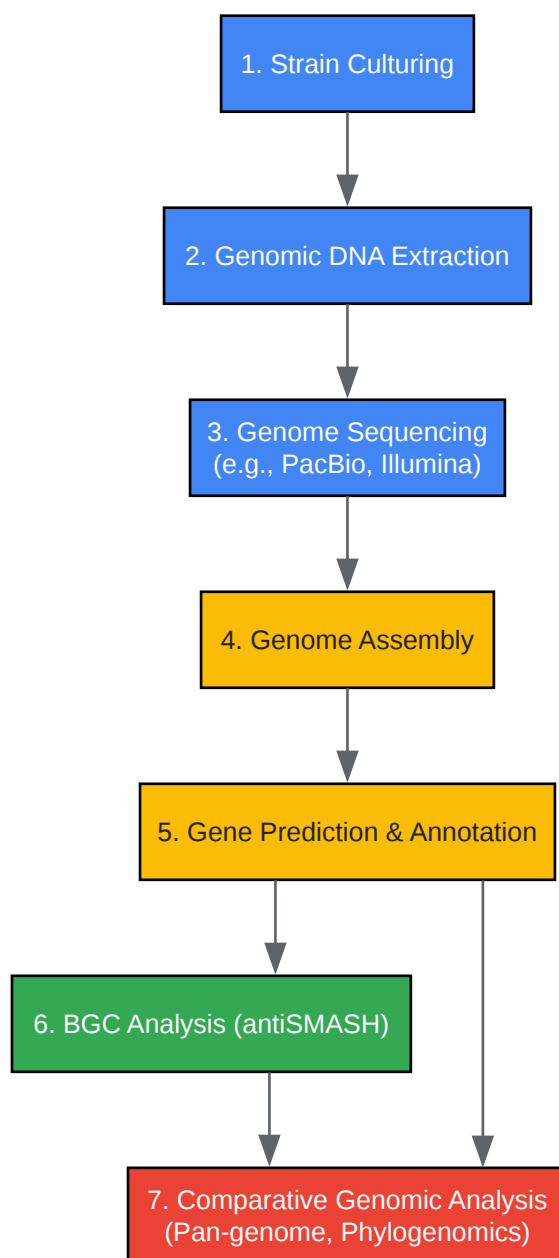 1. Strain Culturing
2. Genomic DNA Extraction
3. Genome Sequencing
(e.g., PacBio, Illumina)
4. Genome Assembly
5. Gene Prediction & Annotation
6. BGC Analysis (antiSMASH)
7. Comparative Genomic Analysis
(Pan-genome, Phylogenomics)